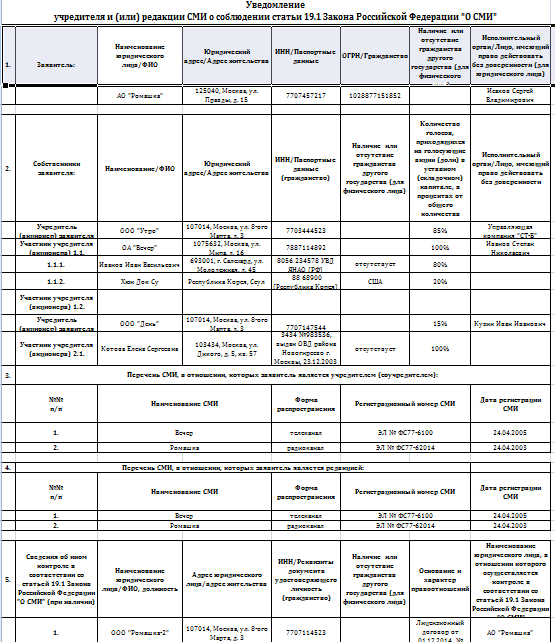 Уведомление
учредителя и (или) редакции СМИ о соблюдении статьи 19.1 Закона Российской Федерации "О СМИ"
1. Заявитель: Наименование юридического лица/ФИО Юридический адрес/Адрес жительства ИНН/Паспортные данные ОГРН/Гражданство Наличие или отсутствие гражданства другого государства (для физического Исполнительный орган/Лицо, имеющий право действовать без доверенности (для юридического лица)
АО "Ромашка" 125040, Москва, ул. Правды, д. 15 7707457217 1028877151852 Иванов Сергей Владимирович
2. Собственники заявителя: Наименование/ФИО Юридический адрес/Адрес жительства ИНН/Паспортные данные (гражданство) Наличие или отсутствие гражданства другого государства (для физического лица) Количество голосов, приходящихся на голосующие акции (доли) в уставном (складочном) капитале, в процентах от общего количества Исполнительный орган/Лицо, имеющий право действовать без доверенности
Учредитель (акционер) заявителя ООО "Утро" 107014, Москва, ул. 8-ого Марта, д. 3 7703444523 85% Управляющая компания "СТ-Б"
Участник учредителя (акционера) 1.1. ОА "Вечер" 1075632, Москва, ул. Мира, д. 16 7887114892 100% Иванов Степан Николаевич
1.1.1. Иванов Иван Васильевич 693001, г. Салехард, ул. Молодежная, д. 45 8056 234578 УВД ЯНАО (РФ) отсутствует 80%
1.1.2. Хван Док Су Республика Корея, Сеул 88 68900 (Республика Корея) США 20%
Участник учредителя (акционера) 1.2.
Учредитель (акционер) заявителя ООО "День" 107014, Москва, ул. 8-ого Марта, д. 3 7707147544 15% Кузин Иван Иванович
Участник учредителя (акционера) 2.1. Котова Елена Сергеевна 103434, Москва, ул. Дикого, д. 5, кв. 57 3434 №983536, выдан ОВД района Новогиреево г. Москвы, 23.12.2003 отсутствует 100%
3. Перечень СМИ, в отношении, которых заявитель является учредителем (соучредителем):
№№ п/п Наименование СМИ Форма распространения Регистрационный номер СМИ Дата регистрации СМИ
1. Вечер телеканал ЭЛ № ФС77-6100 24.04.2005
2. Ромашка радиоканал ЭЛ № ФС77-62014 24.04.2003
4. Перечень СМИ, в отношении, которых заявитель является редакцией:
№№ п/п Наименование СМИ Форма распространения Регистрационный номер СМИ Дата регистрации СМИ
1. Вечер телеканал ЭЛ № ФС77-6100 24.04.2005
2. Ромашка радиоканал ЭЛ № ФС77-62014 24.04.2003
5. Сведения об ином контроле в соответствии со статьей 19.1 Закона Российской Федерации "О СМИ" (при наличии) Наименование юридического лица/ФИО, должность Адрес юридического лица/адрес жительства ИНН/Реквизиты документа удостоверяющего личность (гражданство) Наличие или отсутствие гражданства другого государства (для физического лица) Основание и характер правоотношений Наименование юридического лица, в отношении которого осуществляется контроль в соответствии со статьей 19.1 Закона Российской Федерации
1. ООО "Ромашка-2" 107014, Москва, ул. 8-ого Марта, д. 3 7707114523 Лицензионный договор от 01.12.2014, № АО "Ромашка"